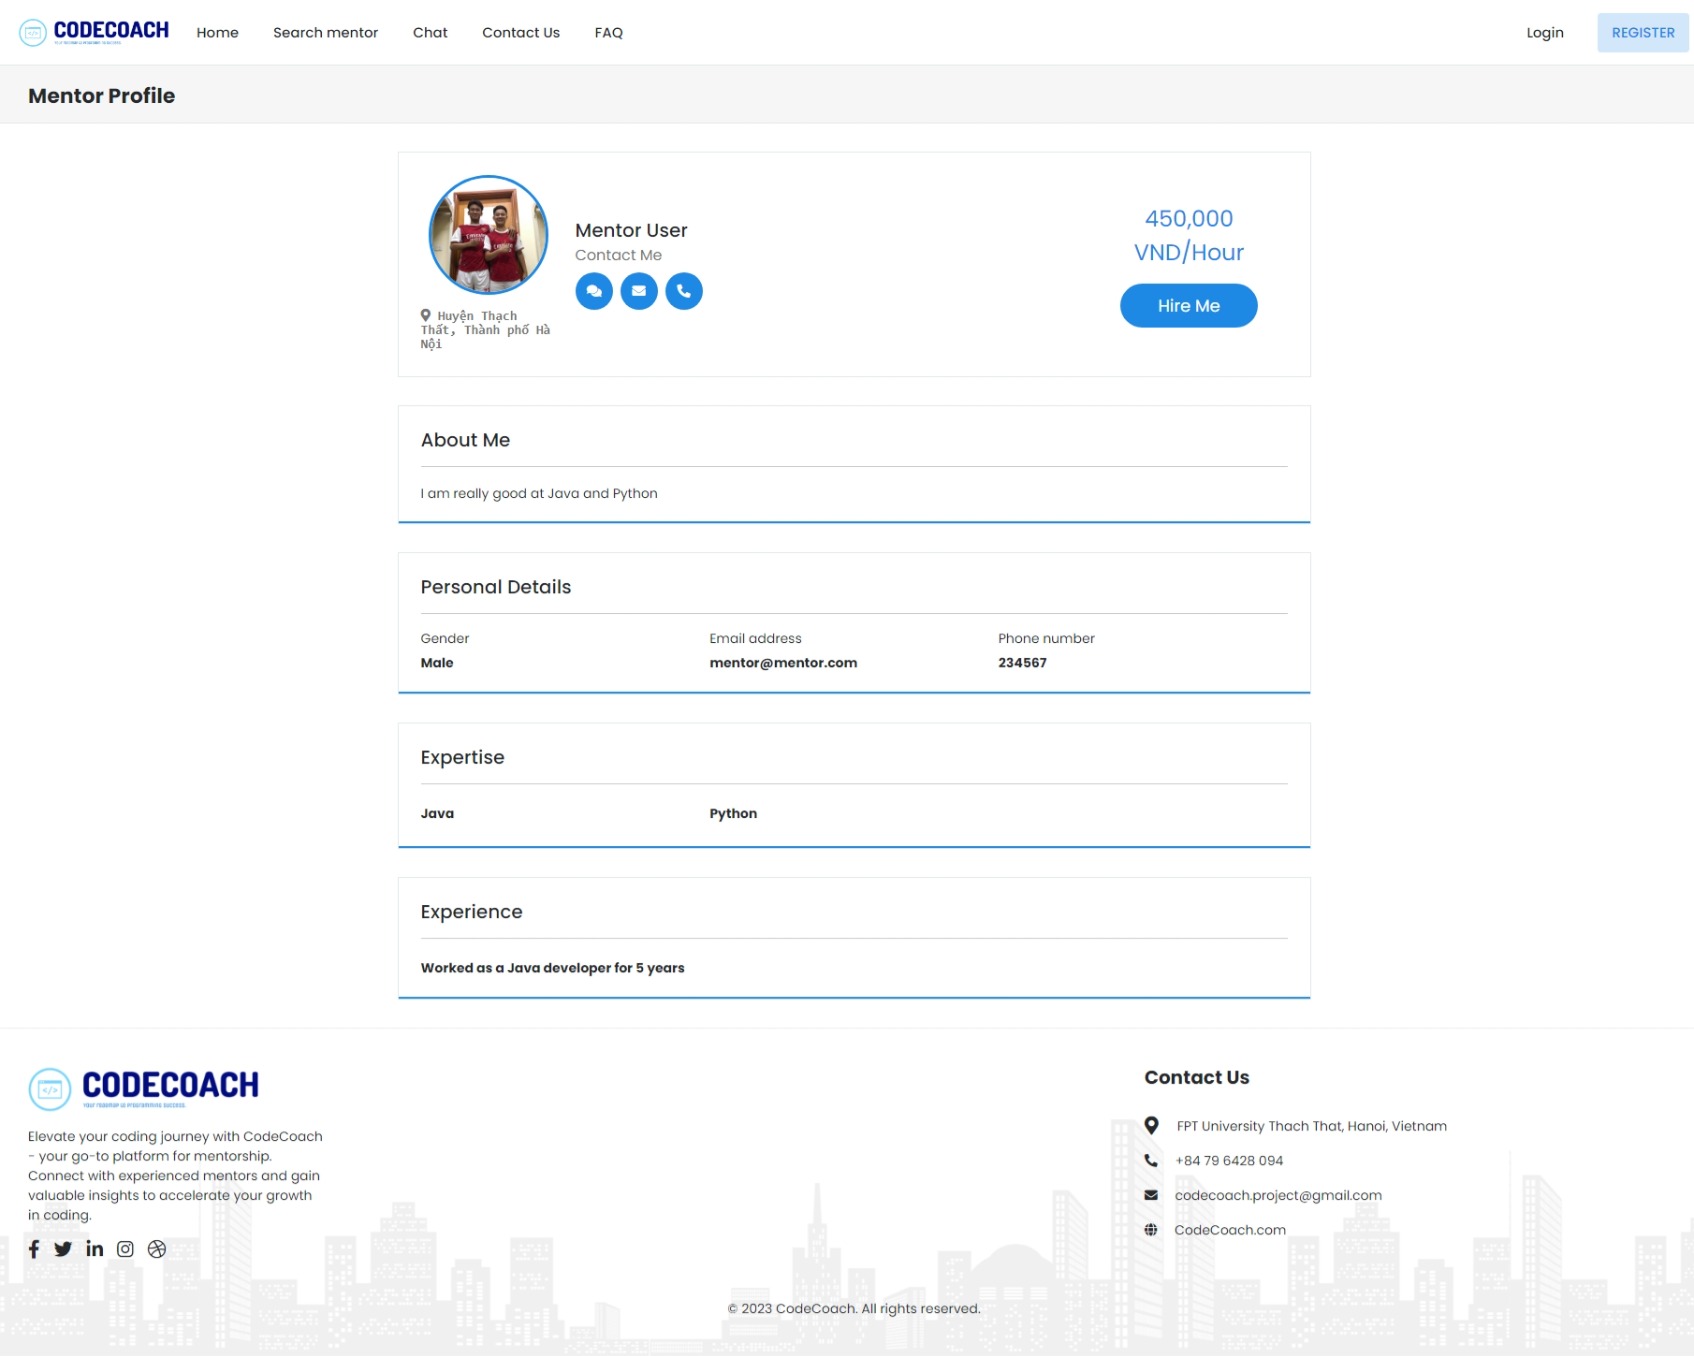 CODECOACH
Home
Search mentor
Chat
Contact Us
FAQ
Login
REGISTER
Mentor Profile
Mentor User
Contact Me
Huyện Thạch
Thất, Thành phố Hà
Nội
450,000
VND/Hour
Hire Me
About Me
I am really good at Java and Python
Personal Details
Gender
Email address
Phone number
Male
mentor@mentor.com
234567
Expertise
Java
Python
Experience
Worked as a Java developer for 5 years
CODECOACH
Your roadmap to programming success.
Elevate your coding journey with CodeCoach
- your go-to platform for mentorship.
Connect with experienced mentors and gain
valuable insights to accelerate your growth
in coding.
Contact Us
FPT University Thach That, Hanoi, Vietnam
+84 79 6428 094
codecoach.project@gmail.com
CodeCoach.com
© 2023 CodeCoach. All rights reserved.